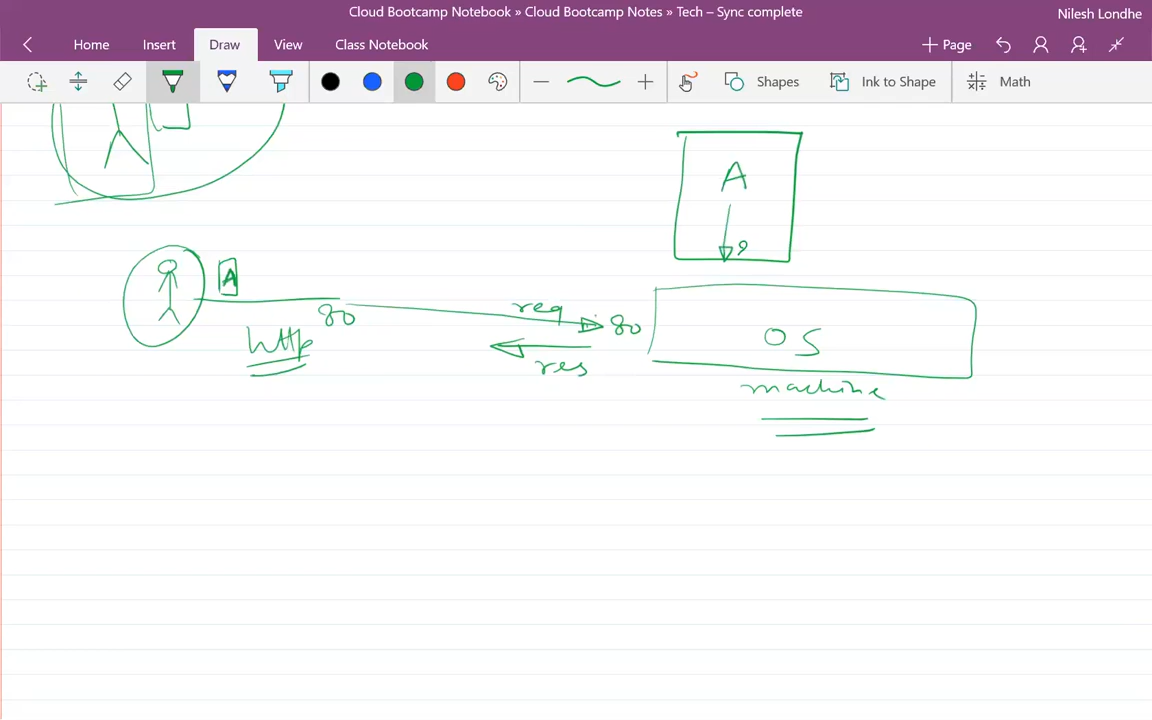 Cloud Bootcamp Notebook » Cloud Bootcamp Notes » Tech – Sync complete
Nilesh Londhe
Home Insert Draw View Class Notebook
Page
Shapes Ink to Shape Math
A
A
80
req
80
http
res
OS
machine